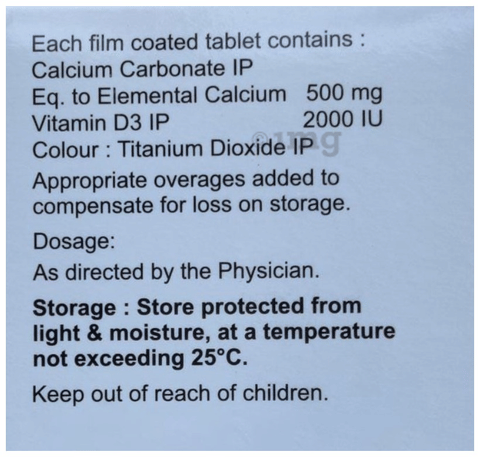 Each film coated tablet contains :
Calcium Carbonate IP
Eq. to Elemental Calcium 500 mg
Vitamin D3 IP 2000 IU
Colour : Titanium Dioxide IP
Appropriate overages added to
compensate for loss on storage.
Dosage:
As directed by the Physician.
Storage : Store protected from
light & moisture, at a temperature
not exceeding 25°C.
Keep out of reach of children.